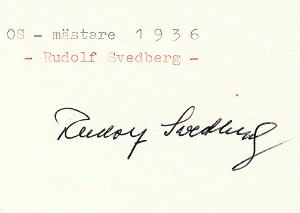 OS - mästare 1936
- Rudolf Svedberg -
Rudolf Svedberg